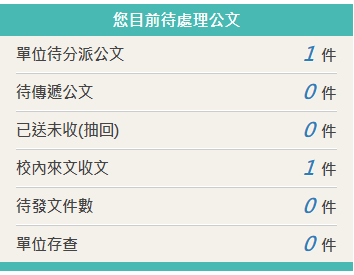 您目前待處理公文
單位待分派公文 1 件
待傳遞公文 0 件
已送未收(抽回) 0 件
校內來文收文 1 件
待發文件數 0 件
單位存查 0 件